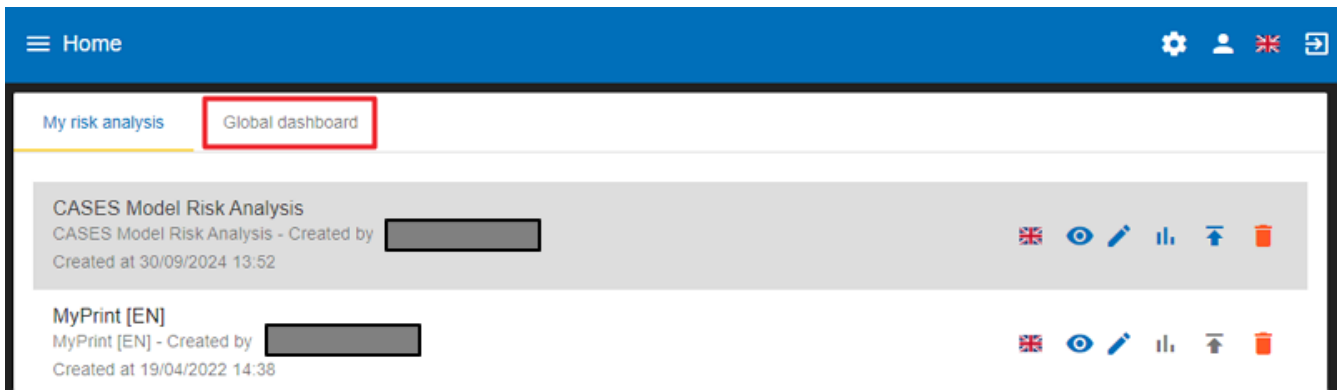 Home
My risk analysis Global dashboard
CASES Model Risk Analysis
CASES Model Risk Analysis - Created by
Created at 30/09/2024 13:52
MyPrint [EN]
MyPrint [EN] - Created by
Created at 19/04/2022 14:38